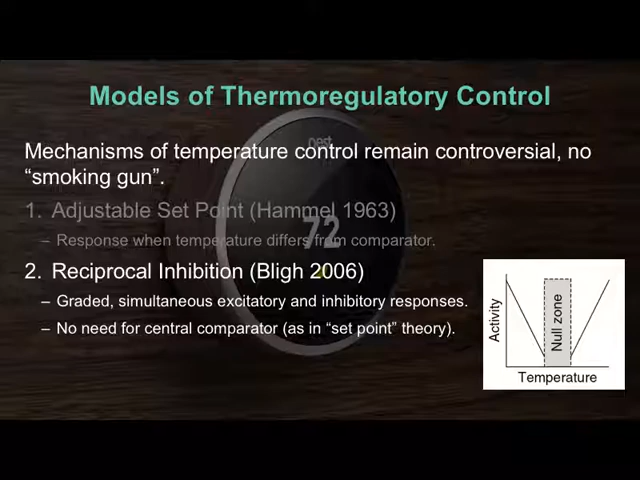 Models of Thermoregulatory Control
nest
Mechanisms of temperature control remain controversial, no
“smoking gun”.
1. Adjustable Set Point (Hammel 1963)
72
– Response when temperature differs from comparator.
2. Reciprocal Inhibition (Bligh 2006)
– Graded, simultaneous excitatory and inhibitory responses.
– No need for central comparator (as in “set point” theory).
Activity
Null zone
Temperature